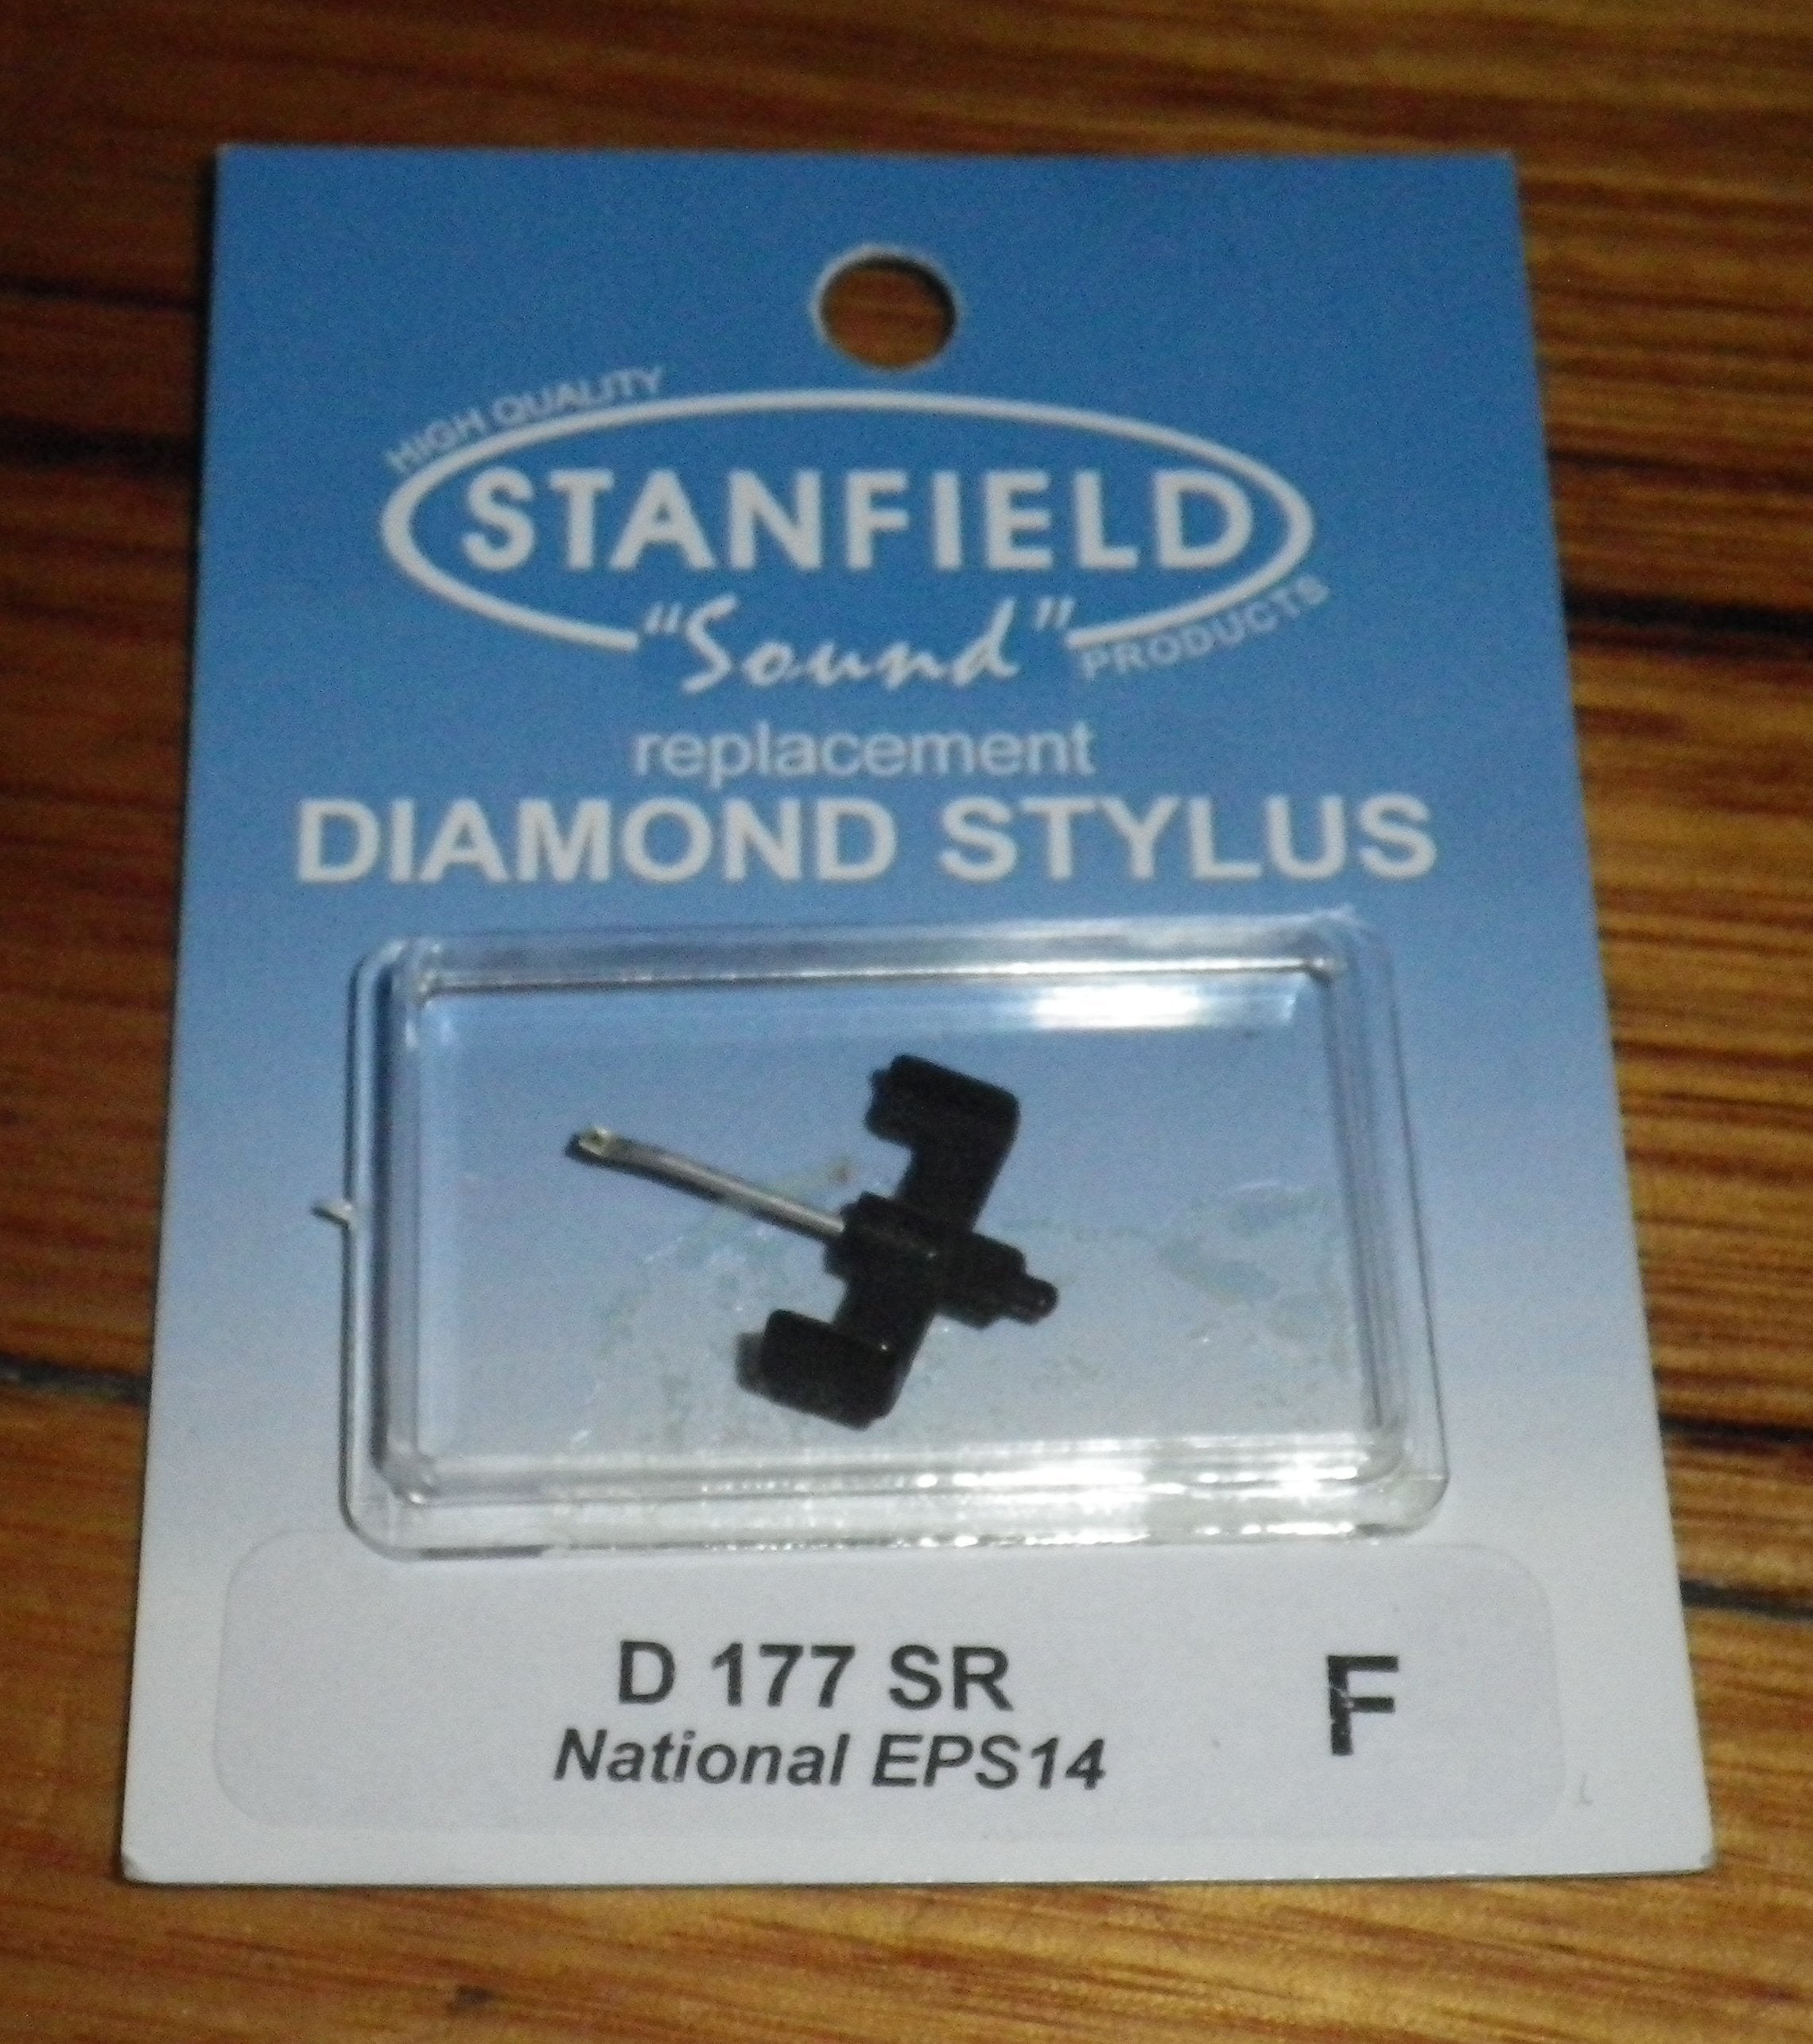 HIGH QUALITY
STANFIELD
"Sound"
PRODUCTS
replacement
DIAMOND STYLUS
D 177 SR
F
National EPS14